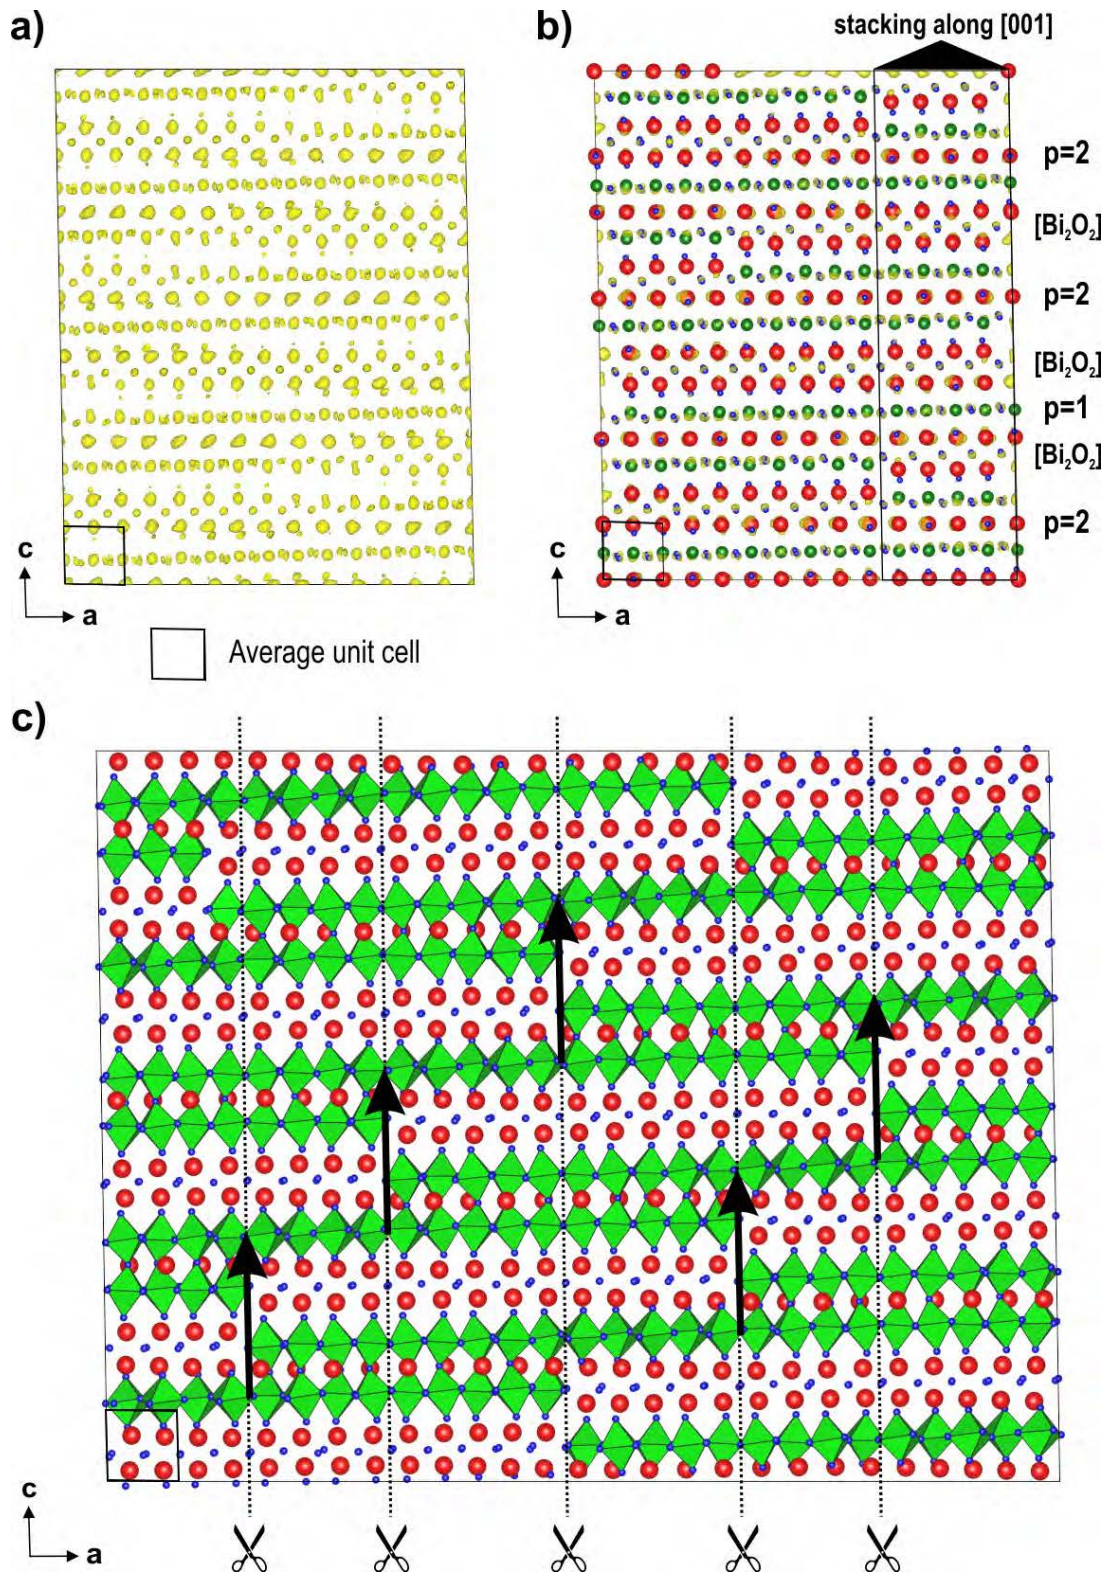 a)
b)
stacking along [001]
p=2
[Bi₂O₂]
p=2
[Bi₂O₂]
p=1
[Bi₂O₂]
p=2
c
a
c
a
Average unit cell
c)
c
a